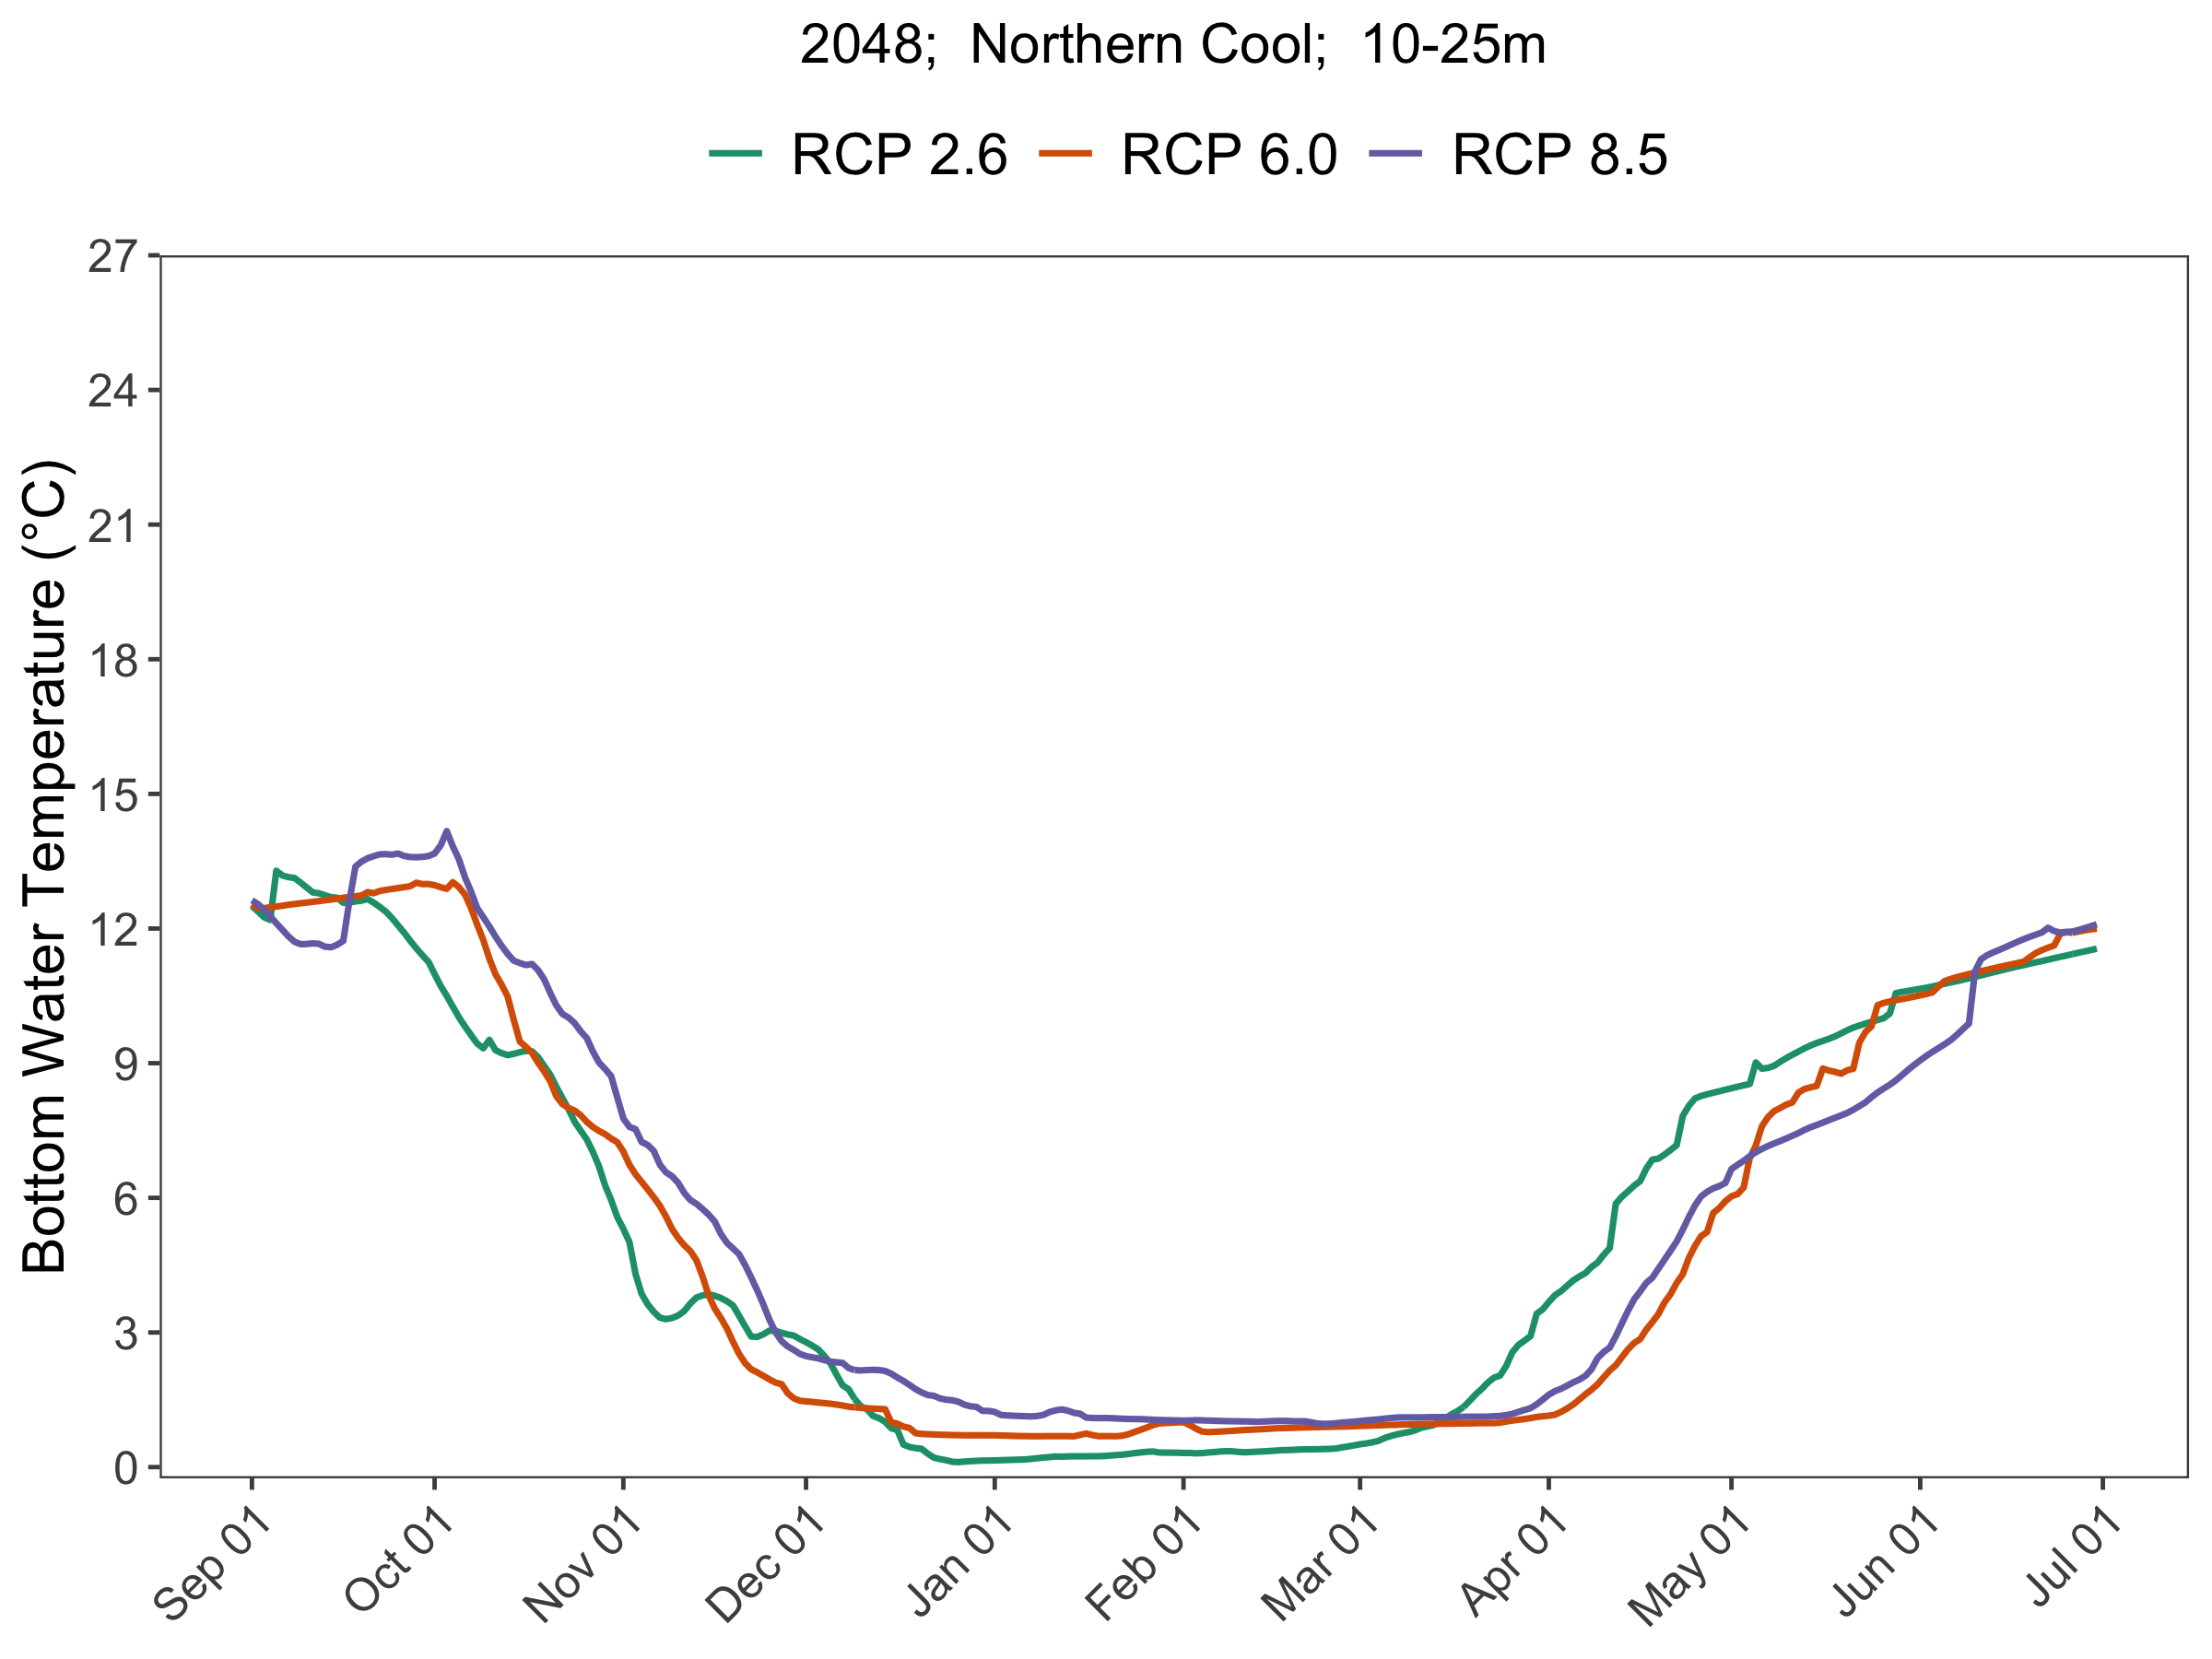 2048;  Northern Cool;  10-25m
RCP 2.6 RCP 6.0 RCP 8.5
Bottom Water Temperature (°C)
27
24
21
18
15
12
9
6
3
0
Sep 01 Oct 01 Nov 01 Dec 01 Jan 01 Feb 01 Mar 01 Apr 01 May 01 Jun 01 Jul 01